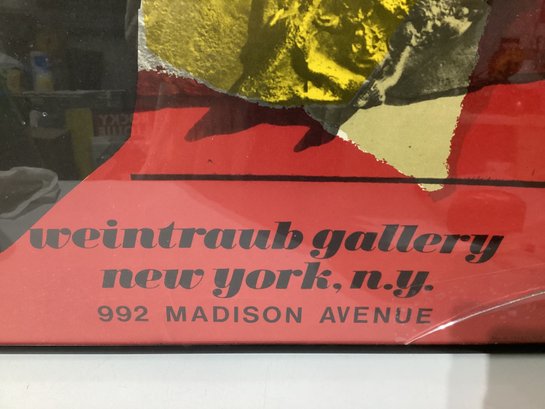 weintraub gallery
new york, n.y.
992 MADISON AVENUE